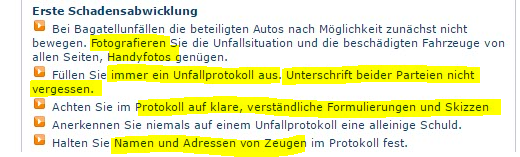 Erste Schadensabwicklung
Bei Bagatellunfällen die beteiligten Autos nach Möglichkeit zunächst nicht
bewegen. Fotografieren Sie die Unfallsituation und die beschädigten Fahrzeuge von
allen Seiten, Handyfotos genügen.
Füllen Sie immer ein Unfallprotokoll aus. Unterschrift beider Parteien nicht
vergessen.
Achten Sie im Protokoll auf klare, verständliche Formulierungen und Skizzen
Anerkennen Sie niemals auf einem Unfallprotokoll eine alleinige Schuld.
Halten Sie Namen und Adressen von Zeugen im Protokoll fest.